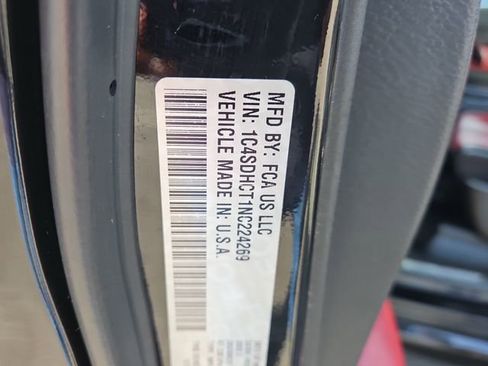 MFD BY: FCA US LLC
VIN: 1C4SDHCT1NC224269
VEHICLE MADE IN: U.S.A.